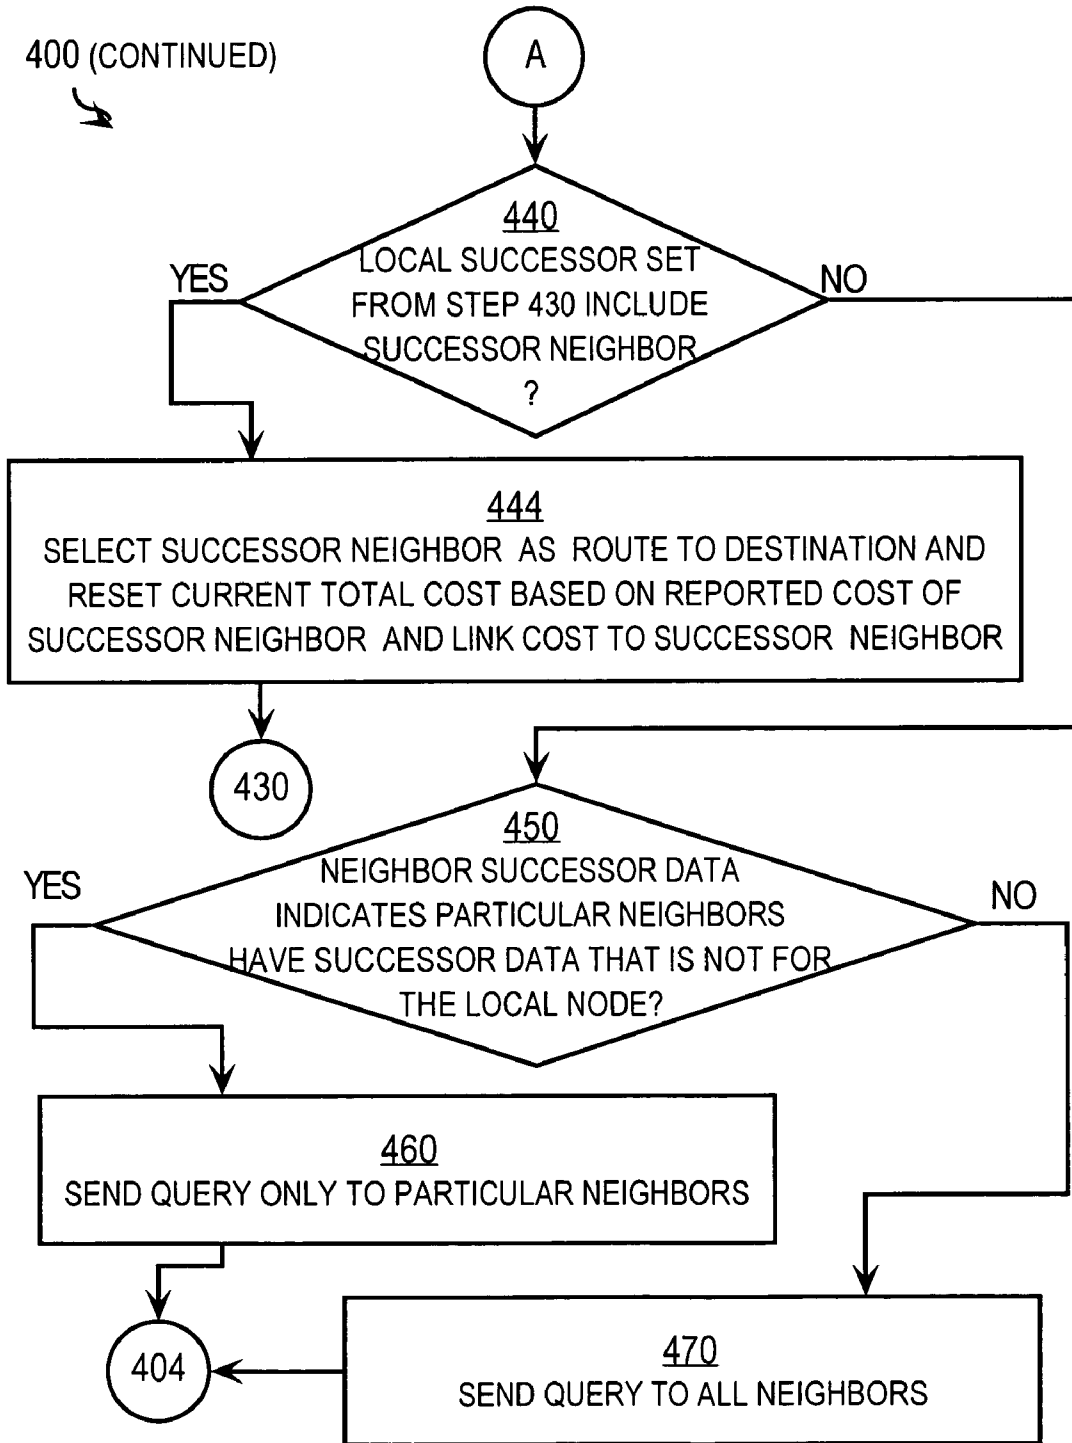 400 (CONTINUED)
A
440
LOCAL SUCCESSOR SET
FROM STEP 430 INCLUDE
SUCCESSOR NEIGHBOR
?
YES
NO
444
SELECT SUCCESSOR NEIGHBOR AS ROUTE TO DESTINATION AND
RESET CURRENT TOTAL COST BASED ON REPORTED COST OF
SUCCESSOR NEIGHBOR AND LINK COST TO SUCCESSOR NEIGHBOR
430
450
NEIGHBOR SUCCESSOR DATA
INDICATES PARTICULAR NEIGHBORS
HAVE SUCCESSOR DATA THAT IS NOT FOR
THE LOCAL NODE?
YES
NO
460
SEND QUERY ONLY TO PARTICULAR NEIGHBORS
404
470
SEND QUERY TO ALL NEIGHBORS